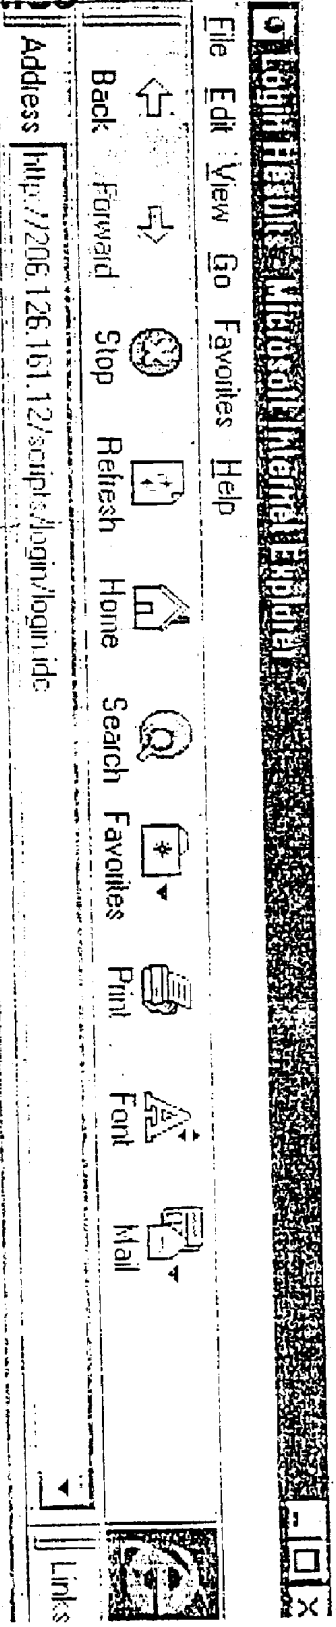 Login Results - Microsoft Internet Explorer
File Edit View Go Favorites Help
Back Forward Stop Refresh Home Search Favorites Print Font Mail
Address http://206.126.161.12/scripts/login/login.idc Links